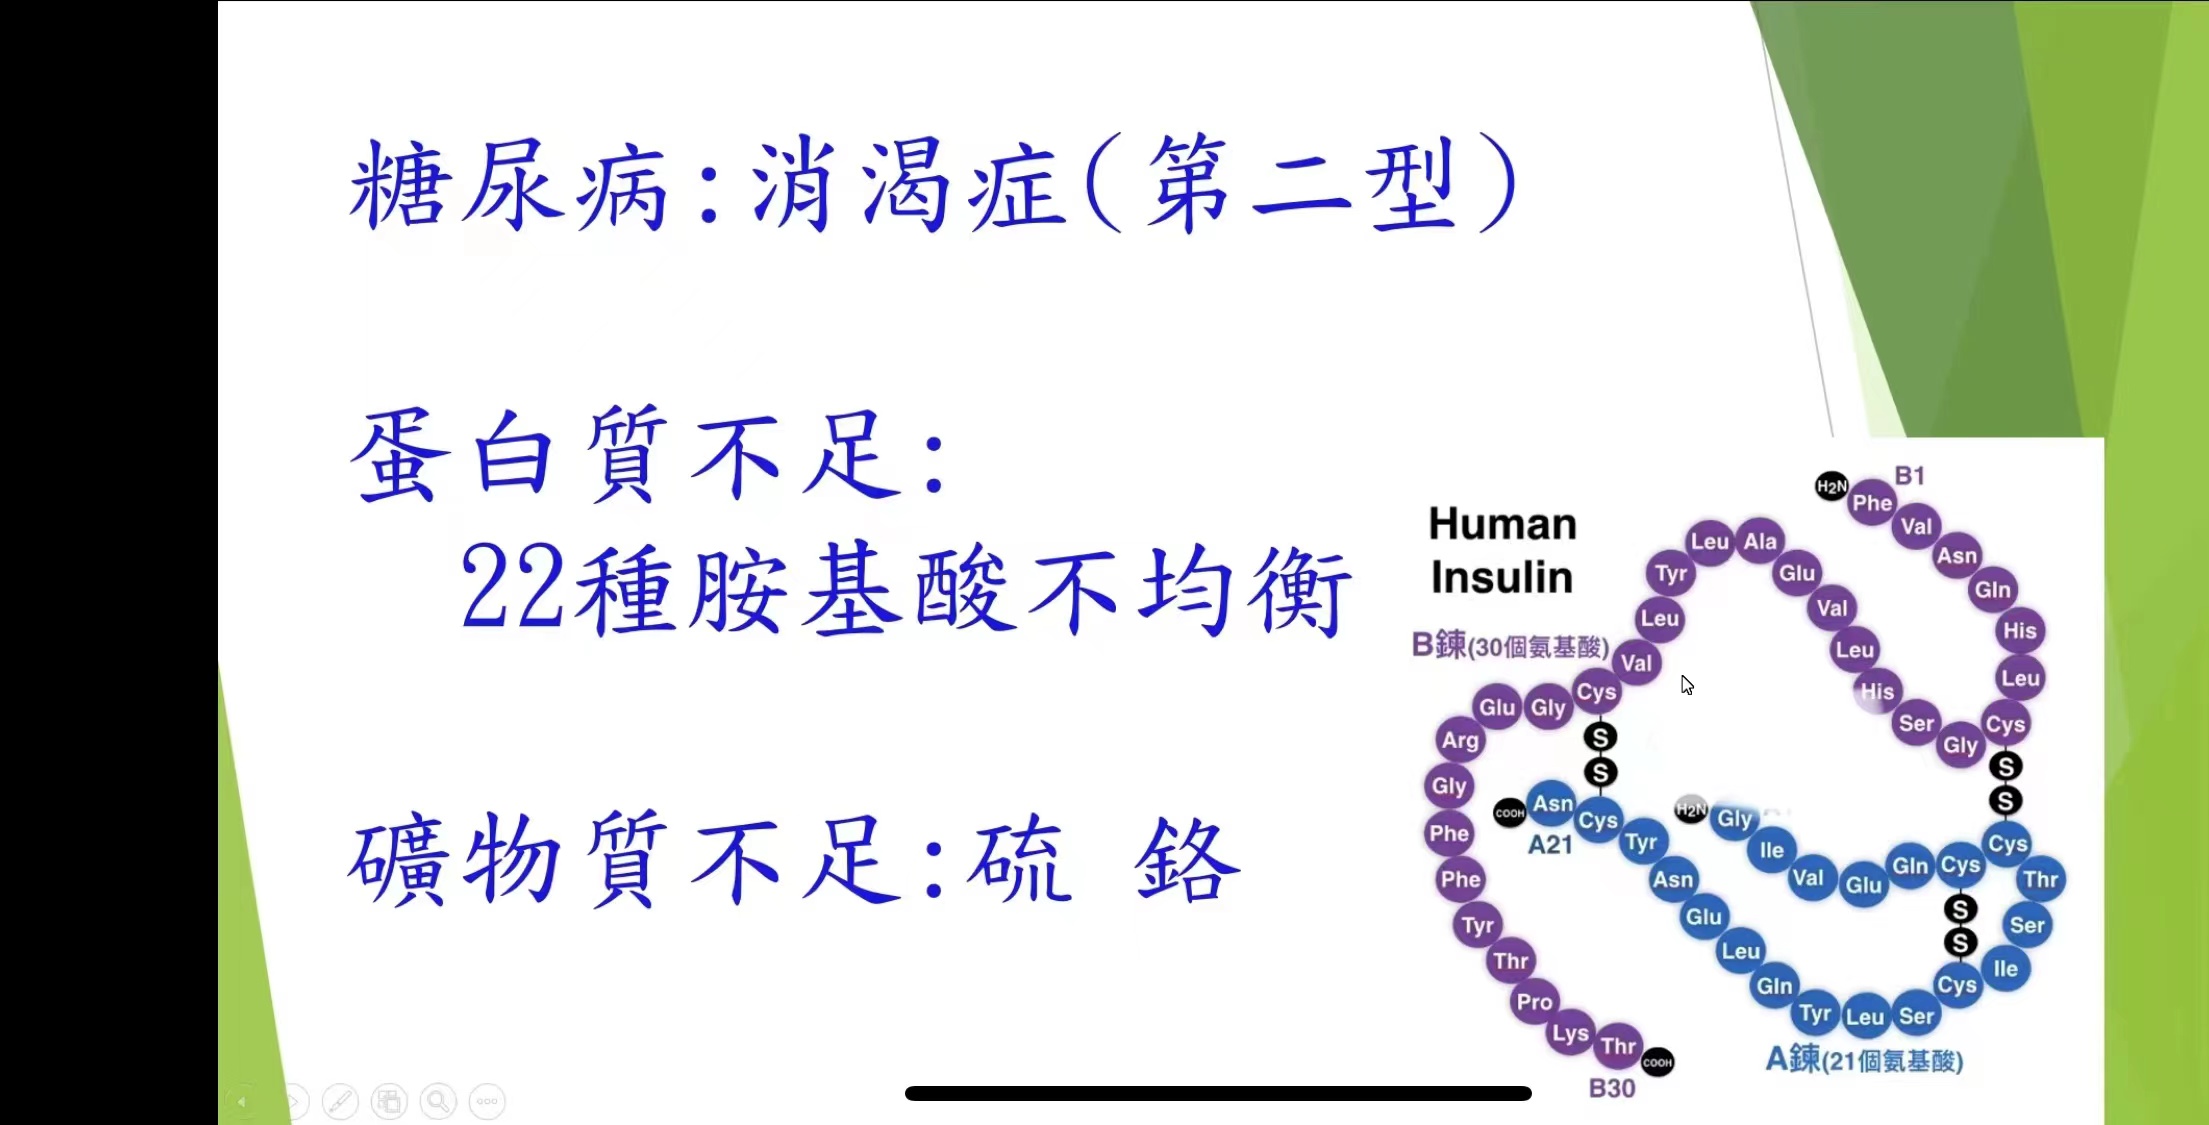 糖尿病:消渴症(第二型)
蛋白質不足:
22種胺基酸不均衡
礦物質不足:硫 鉻
Human
Insulin
B鍊(30個氨基酸)
B1
H2N Phe Val Asn Gln His Leu Cys Gly Ser His Leu Val Glu Ala Leu Tyr Leu Val Cys Gly Glu Arg Gly Phe Phe Tyr Thr Pro Lys Thr COOH
B30
S
S
S
S
H2N Gly Ile Val Glu Gln Cys Cys Thr Ser Ile Cys Ser Leu Tyr Gln Leu Glu Asn Tyr Cys Asn COOH
A21
S
S
A鍊(21個氨基酸)